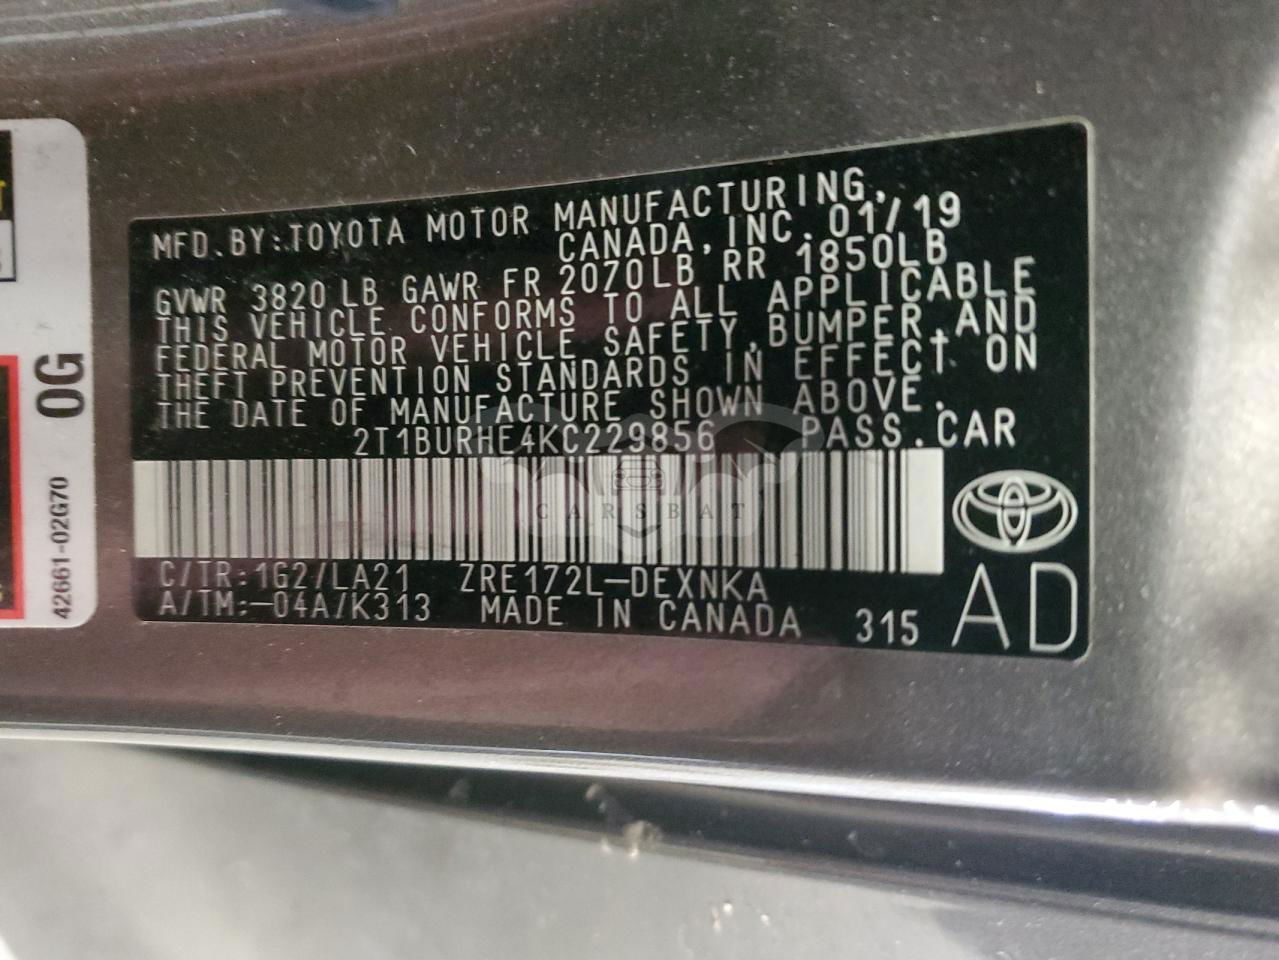 MFD.BY:TOYOTA MOTOR MANUFACTURING,
CANADA,INC. 01/19
GVWR 3820 LB GAWR FR 2070LB RR 1850LB
THIS VEHICLE CONFORMS TO ALL APPLICABLE
FEDERAL MOTOR VEHICLE SAFETY,BUMPER,AND
THEFT PREVENTION STANDARDS IN EFFECT ON
THE DATE OF MANUFACTURE SHOWN ABOVE.
2T1BURHE4KC229856 PASS.CAR
CARSBAT
C/TR:1G2/LA21 ZRE172L-DEXNKA
A/TM:-04A/K313 MADE IN CANADA 315 AD
0G
42661-02G70